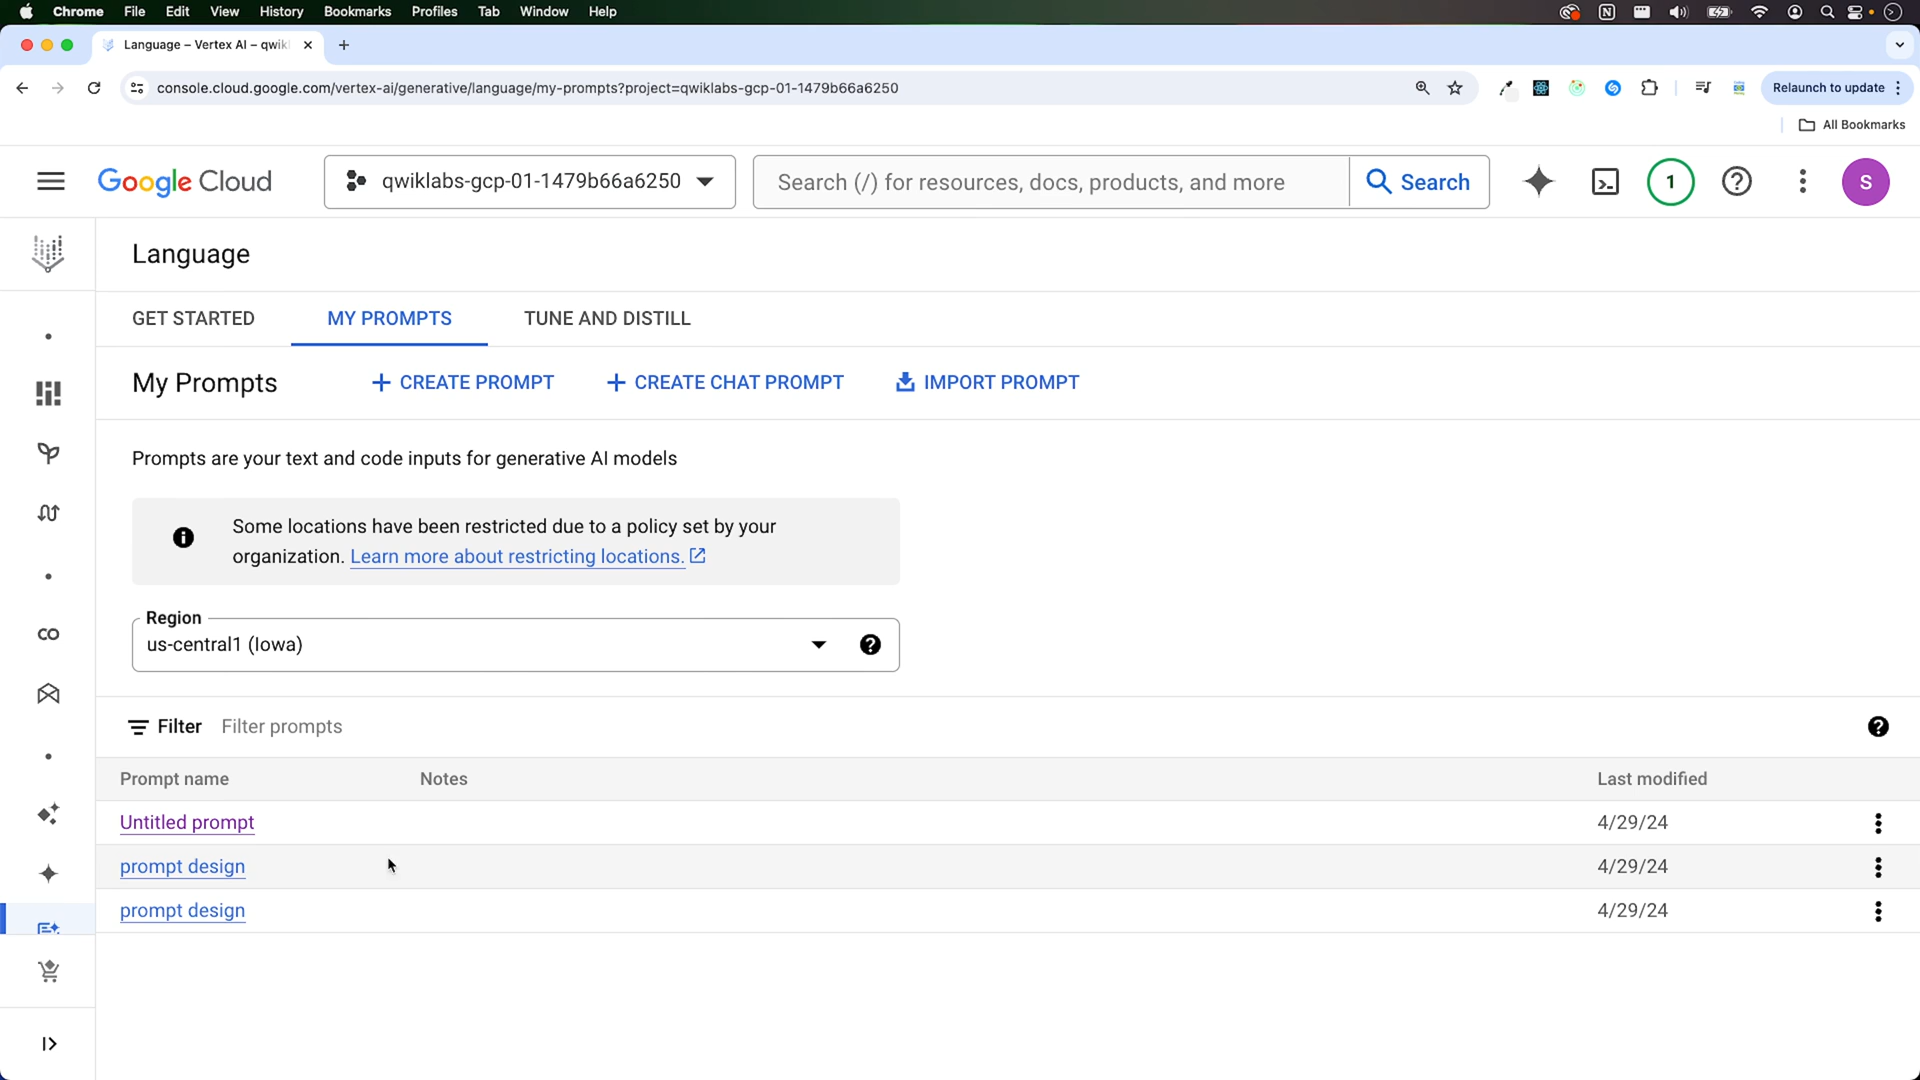 Chrome File Edit View History Bookmarks Profiles Tab Window Help
Language – Vertex AI – qwikl
console.cloud.google.com/vertex-ai/generative/language/my-prompts?project=qwiklabs-gcp-01-1479b66a6250
Relaunch to update
All Bookmarks
Google Cloud
qwiklabs-gcp-01-1479b66a6250
Search (/) for resources, docs, products, and more
Search
1
S
Language
GET STARTED
MY PROMPTS
TUNE AND DISTILL
My Prompts
CREATE PROMPT
CREATE CHAT PROMPT
IMPORT PROMPT
Prompts are your text and code inputs for generative AI models
Some locations have been restricted due to a policy set by your
organization. Learn more about restricting locations.
Region
us-central1 (Iowa)
Filter Filter prompts
Prompt name Notes Last modified
Untitled prompt 4/29/24
prompt design 4/29/24
prompt design 4/29/24